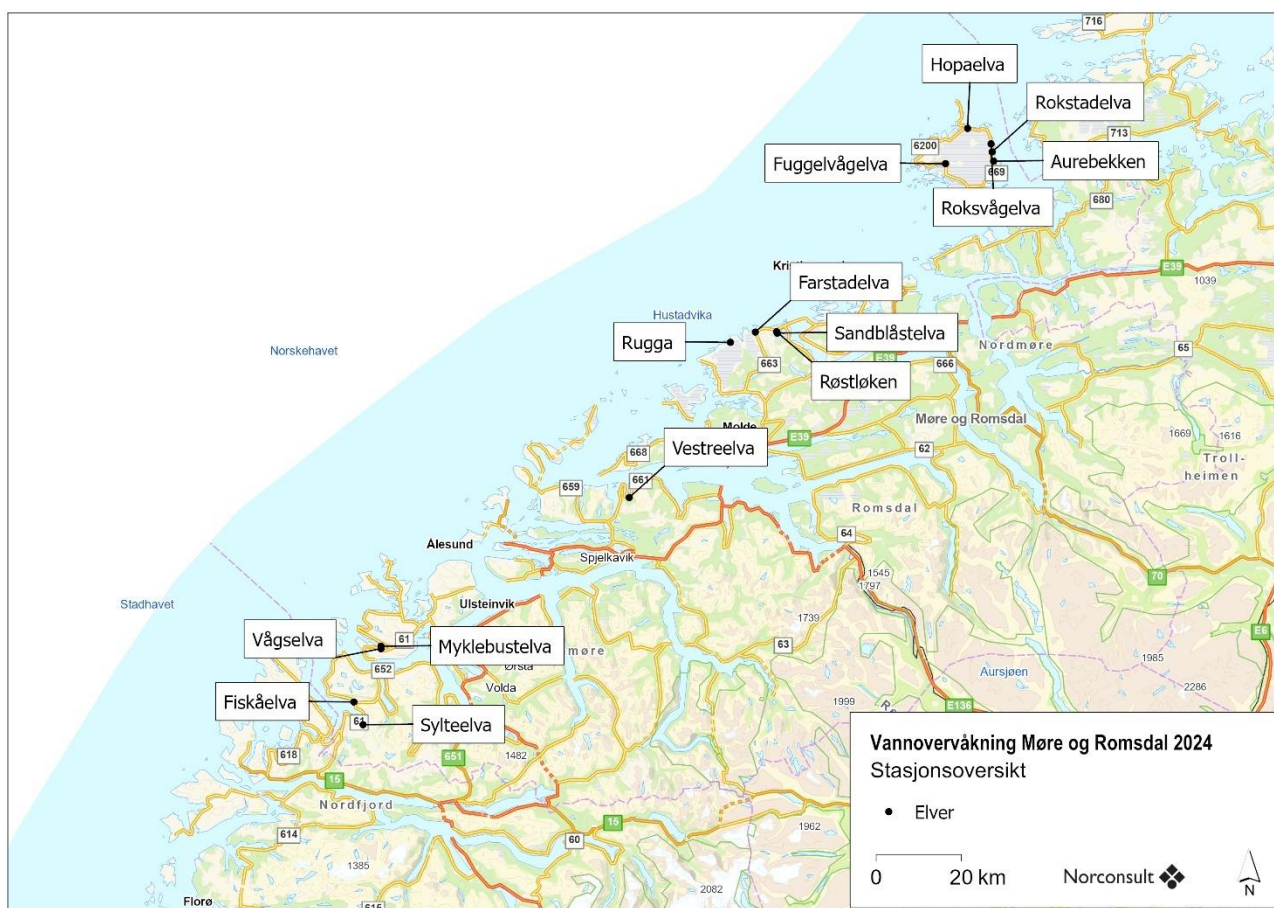 716
Hopaelva
Rokstadelva
713
6200
Fuggelvågelva
Aurebekken
669
Roksvågelva
680
E39
1039
Farstadelva
Hustadvika
Rugga
Sandblåstelva
Norskehavet
E39
Nordmøre
65
663
666
Røstløken
Molde
Møre og Romsdal
Vestreelva
E39
62
1669
1616
Troll-
heimen
668
661
659
Romsdal
64
Ålesund
Spjelkavik
1545
1797
70
Stadhavet
Ulsteinvik
1739
E6
Vågselva
61
Myklebustelva
63
652
Ørsta
Aursjøen
1985
Volda
Fiskåelva
1999
2286
61
Sylteelva
E136
618
651
1482
15
Nordfjord
15
1962
614
60
1385
2082
Florø
615
Vannovervåkning Møre og Romsdal 2024
Stasjonsoversikt
Elver
0 20 km
Norconsult
N